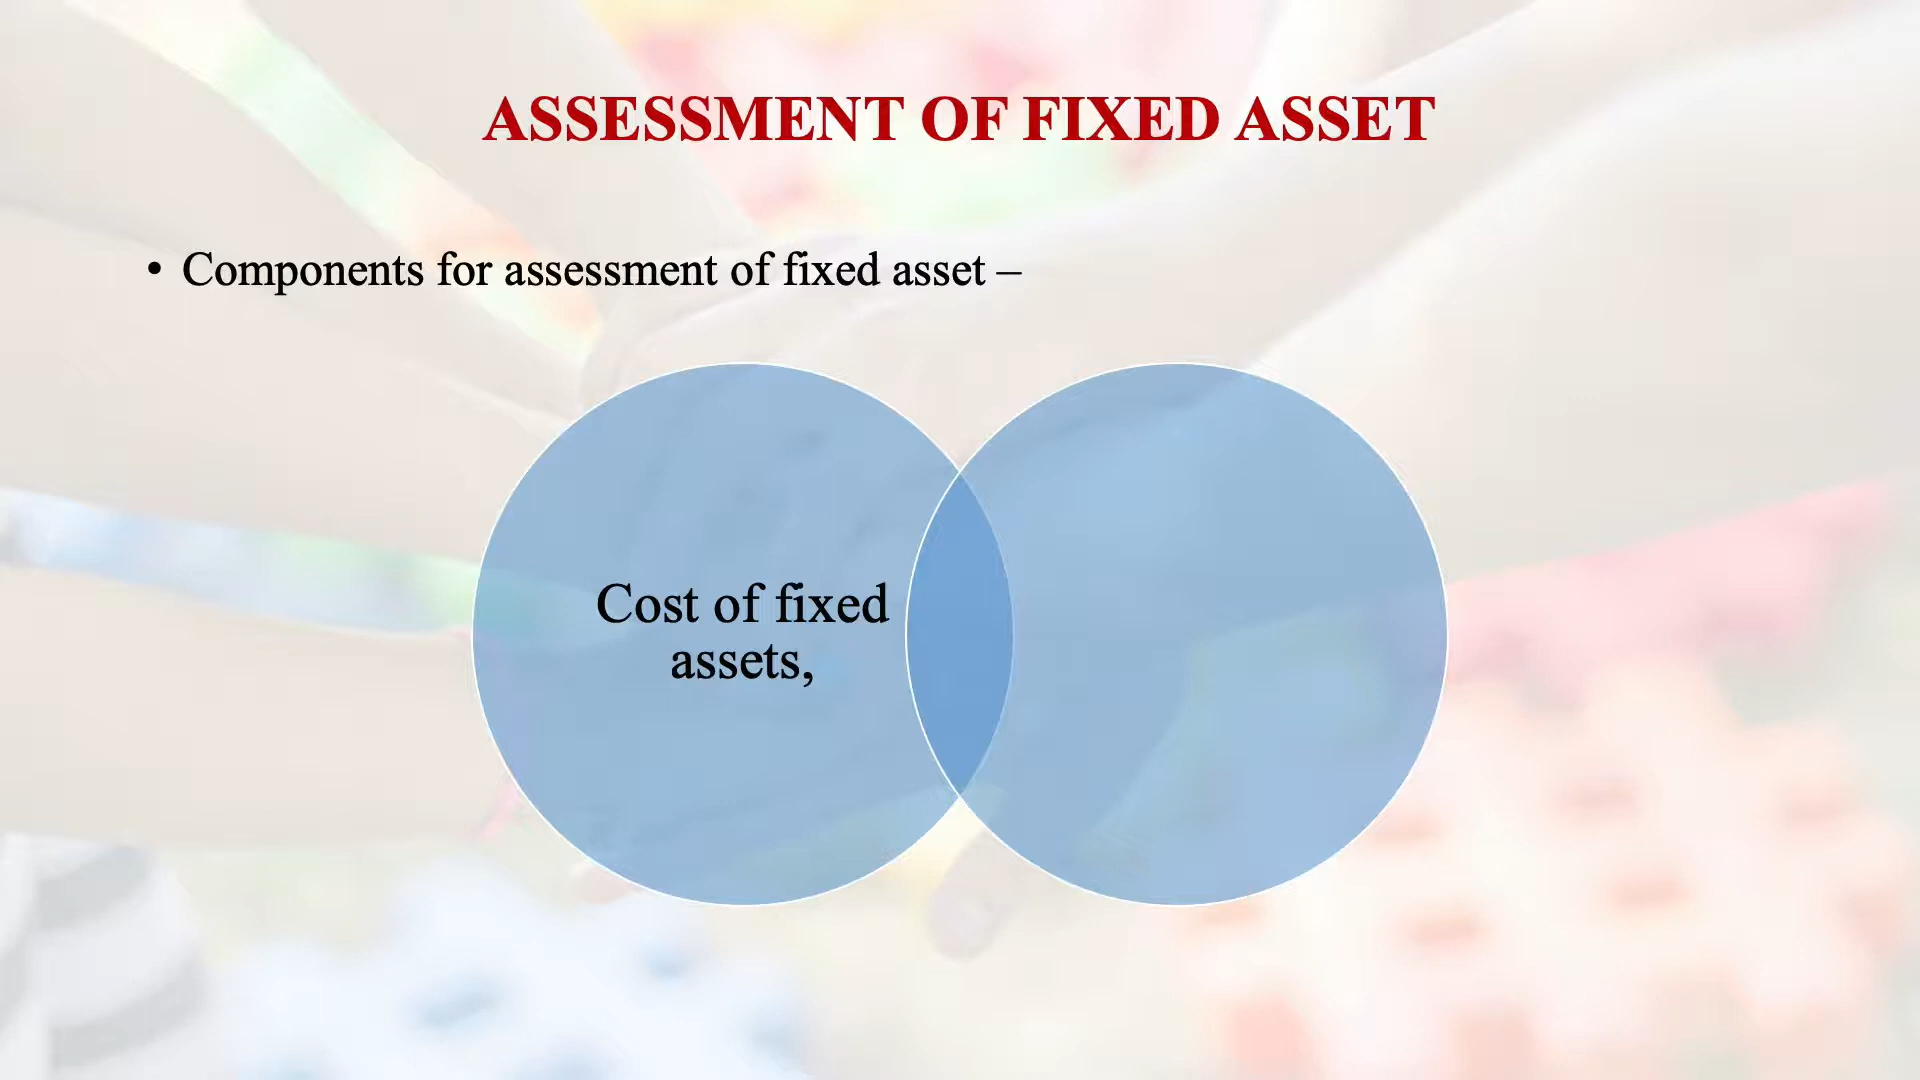 ASSESSMENT OF FIXED ASSET
• Components for assessment of fixed asset –
Cost of fixed
assets,